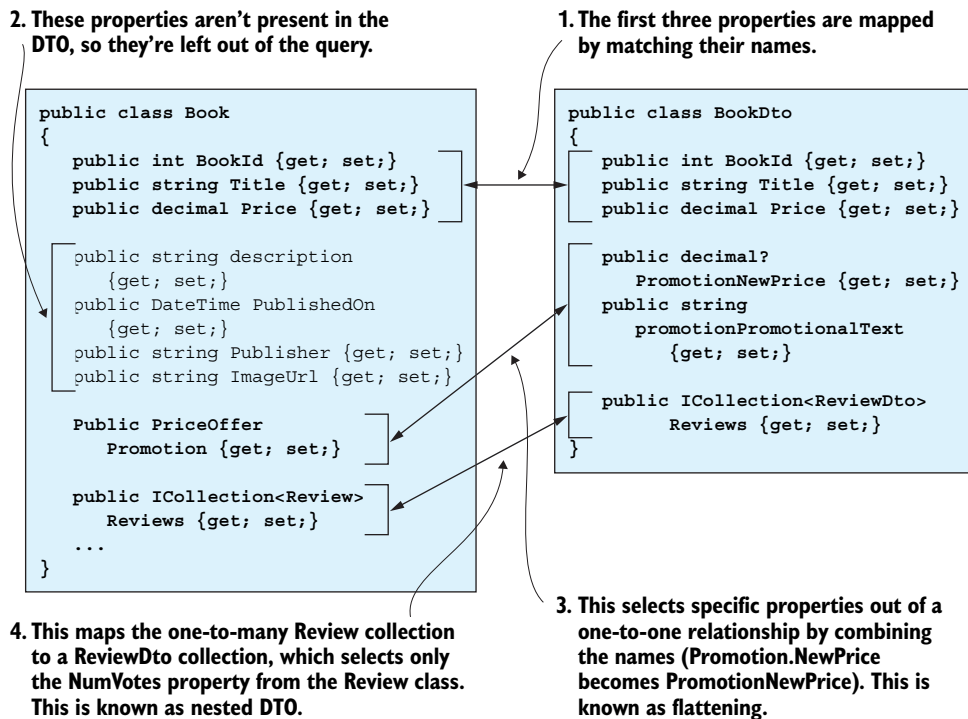 2. These properties aren't present in the
DTO, so they're left out of the query.
1. The first three properties are mapped
by matching their names.
public class Book
{
public int BookId {get; set;}
public string Title {get; set;}
public decimal Price {get; set;}
public string description
{get; set;}
public DateTime PublishedOn
{get; set;}
public string Publisher {get; set;}
public string ImageUrl {get; set;}
Public PriceOffer
Promotion {get; set;}
public ICollection<Review>
Reviews {get; set;}
...
}
public class BookDto
{
public int BookId {get; set;}
public string Title {get; set;}
public decimal Price {get; set;}
public decimal?
PromotionNewPrice {get; set;}
public string
promotionPromotionalText
{get; set;}
public ICollection<ReviewDto>
Reviews {get; set;}
}
4. This maps the one-to-many Review collection
to a ReviewDto collection, which selects only
the NumVotes property from the Review class.
This is known as nested DTO.
3. This selects specific properties out of a
one-to-one relationship by combining
the names (Promotion.NewPrice
becomes PromotionNewPrice). This is
known as flattening.